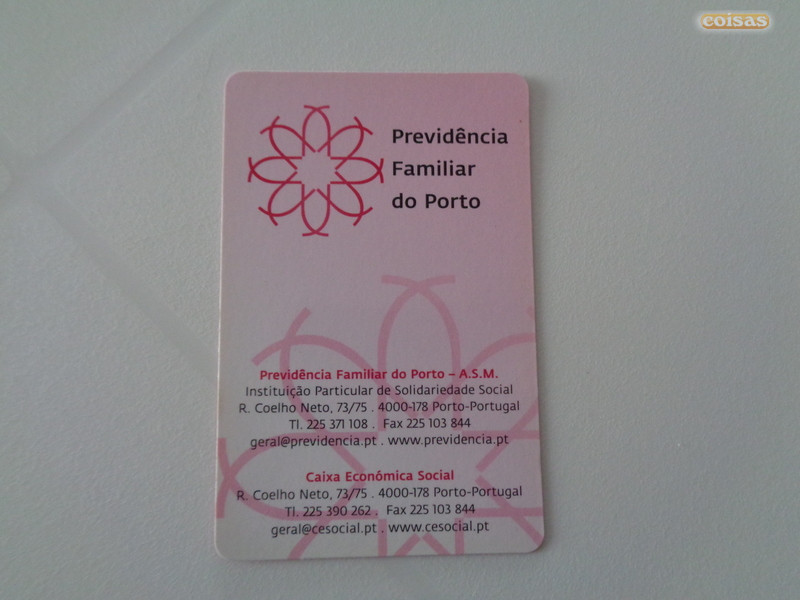 coisas
Previdência
Familiar
do Porto
Previdência Familiar do Porto – A.S.M.
Instituição Particular de Solidariedade Social
R. Coelho Neto, 73/75 . 4000-178 Porto-Portugal
Tl. 225 371 108 . Fax 225 103 844
geral@previdencia.pt . www.previdencia.pt
Caixa Económica Social
R. Coelho Neto, 73/75 . 4000-178 Porto-Portugal
Tl. 225 390 262 . Fax 225 103 844
geral@cesocial.pt . www.cesocial.pt